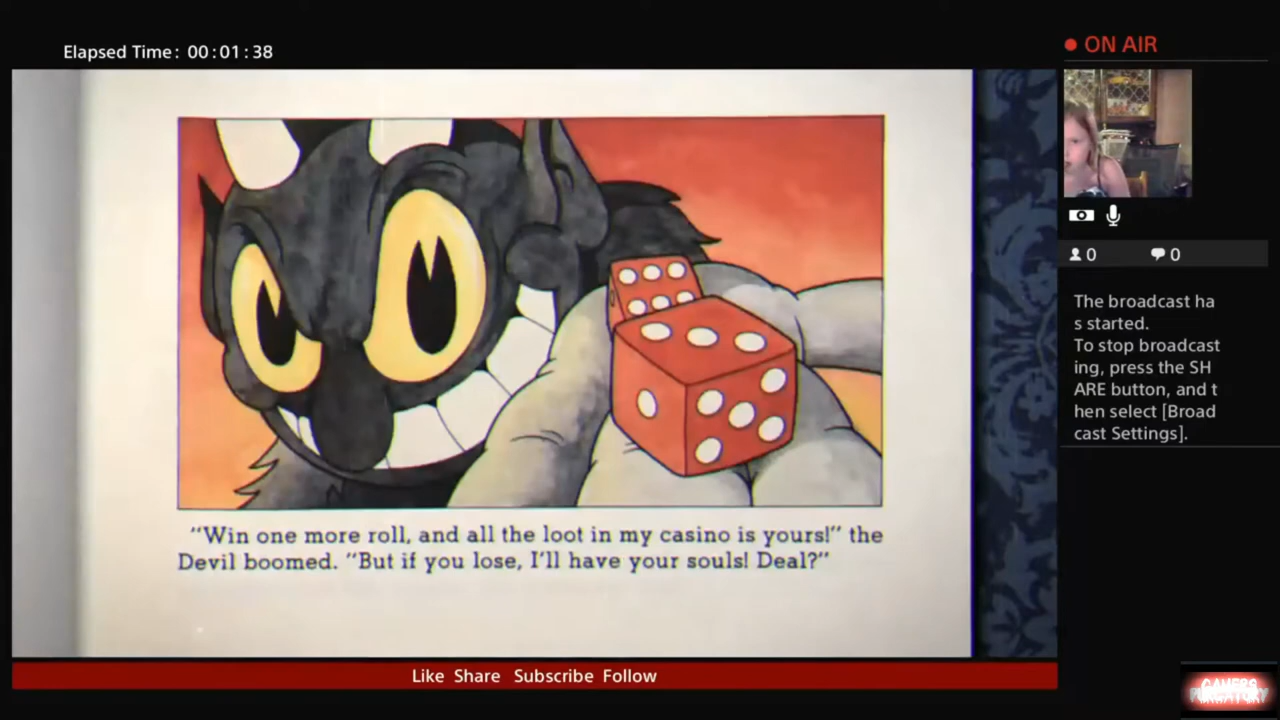 Elapsed Time: 00:01:38
ON AIR
0 0
The broadcast ha
s started.
To stop broadcast
ing, press the SH
ARE button, and t
hen select [Broad
cast Settings].
“Win one more roll, and all the loot in my casino is yours!” the
Devil boomed. “But if you lose, I’ll have your souls! Deal?”
Like Share Subscribe Follow
GAMERS
PURGATORY